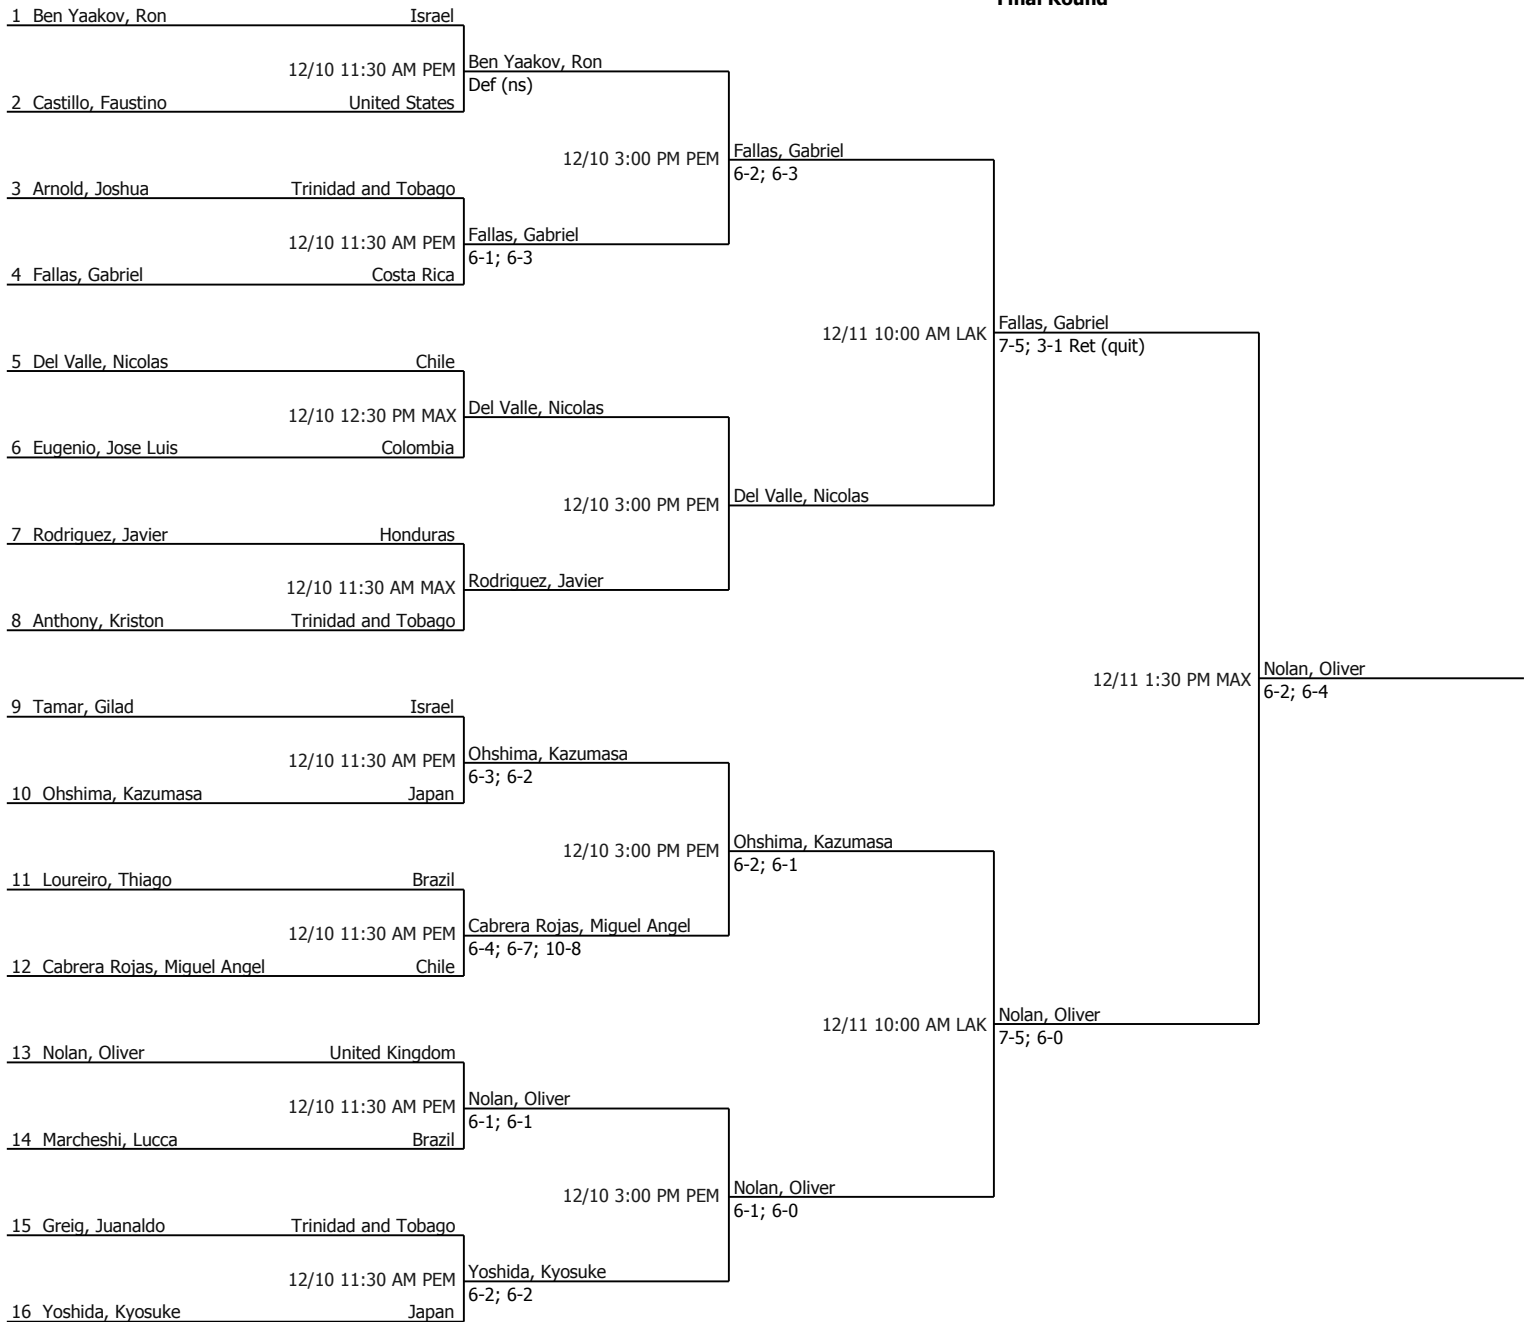 Final Round
1 Ben Yaakov, Ron Israel
12/10 11:30 AM PEM
Ben Yaakov, Ron
Def (ns)
2 Castillo, Faustino United States
12/10 3:00 PM PEM
Fallas, Gabriel
6-2; 6-3
3 Arnold, Joshua Trinidad and Tobago
12/10 11:30 AM PEM
Fallas, Gabriel
6-1; 6-3
4 Fallas, Gabriel Costa Rica
12/11 10:00 AM LAK
Fallas, Gabriel
7-5; 3-1 Ret (quit)
5 Del Valle, Nicolas Chile
12/10 12:30 PM MAX
Del Valle, Nicolas
6 Eugenio, Jose Luis Colombia
12/10 3:00 PM PEM
Del Valle, Nicolas
7 Rodriguez, Javier Honduras
12/10 11:30 AM MAX
Rodriguez, Javier
8 Anthony, Kriston Trinidad and Tobago
12/11 1:30 PM MAX
Nolan, Oliver
6-2; 6-4
9 Tamar, Gilad Israel
12/10 11:30 AM PEM
Ohshima, Kazumasa
6-3; 6-2
10 Ohshima, Kazumasa Japan
12/10 3:00 PM PEM
Ohshima, Kazumasa
6-2; 6-1
11 Loureiro, Thiago Brazil
12/10 11:30 AM PEM
Cabrera Rojas, Miguel Angel
6-4; 6-7; 10-8
12 Cabrera Rojas, Miguel Angel Chile
12/11 10:00 AM LAK
Nolan, Oliver
7-5; 6-0
13 Nolan, Oliver United Kingdom
12/10 11:30 AM PEM
Nolan, Oliver
6-1; 6-1
14 Marcheshi, Lucca Brazil
12/10 3:00 PM PEM
Nolan, Oliver
6-1; 6-0
15 Greig, Juanaldo Trinidad and Tobago
12/10 11:30 AM PEM
Yoshida, Kyosuke
6-2; 6-2
16 Yoshida, Kyosuke Japan